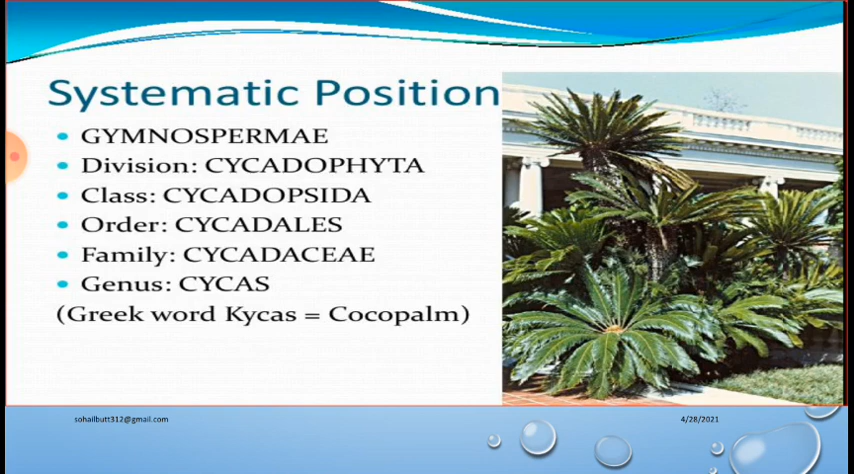 Systematic Position
GYMNOSPERMAE
Division: CYCADOPHYTA
Class: CYCADOPSIDA
Order: CYCADALES
Family: CYCADACEAE
Genus: CYCAS
(Greek word Kycas = Cocopalm)
sohailbutt312@gmail.com
4/28/2021